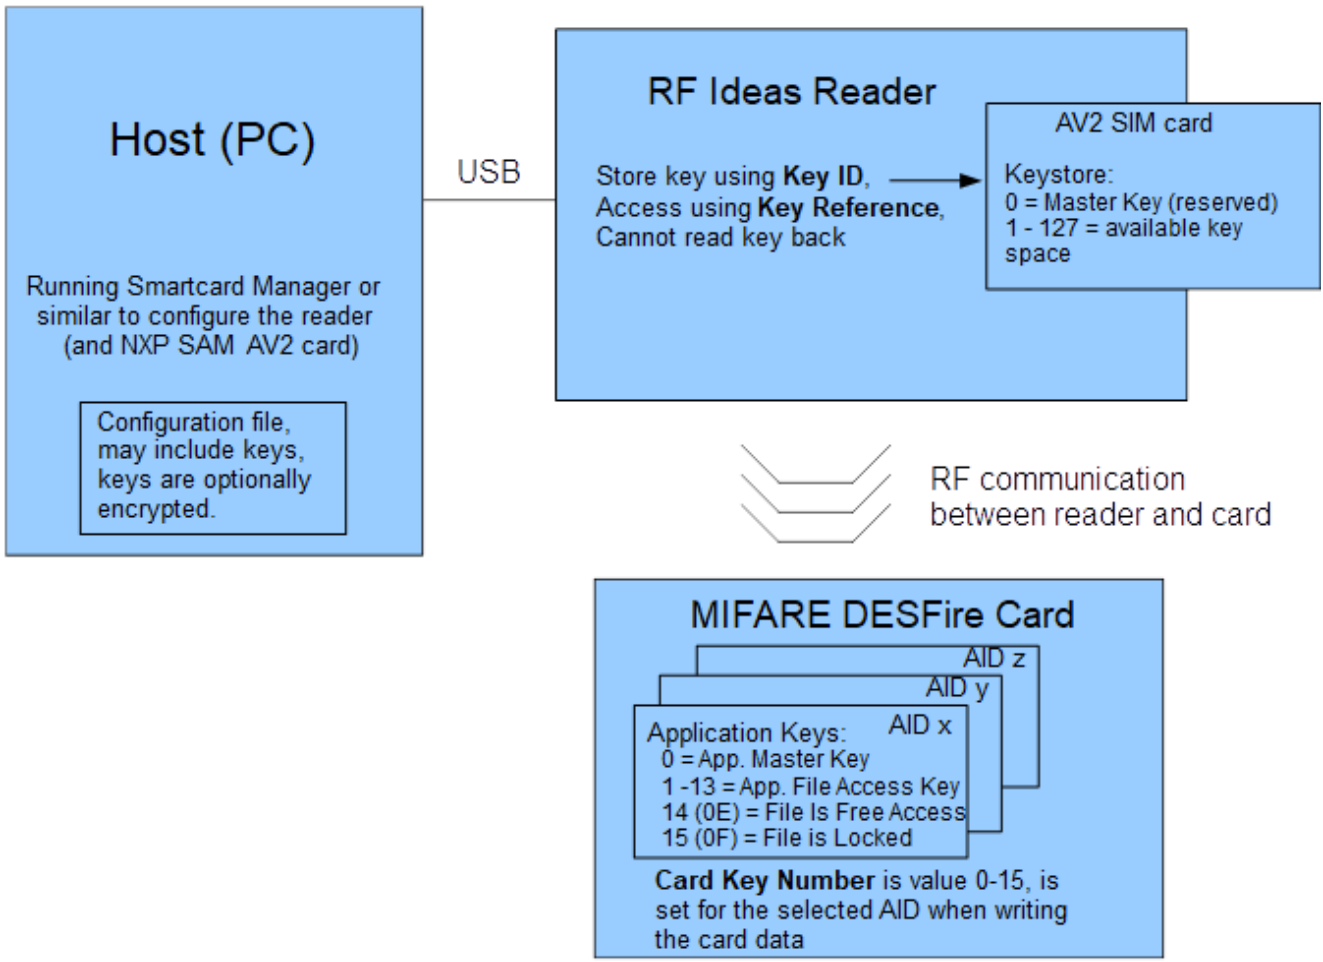 Host (PC)
Running Smartcard Manager or
similar to configure the reader
(and NXP SAM AV2 card)
Configuration file,
may include keys,
keys are optionally
encrypted.
USB
RF Ideas Reader
Store key using Key ID,
Access using Key Reference,
Cannot read key back
AV2 SIM card
Keystore:
0 = Master Key (reserved)
1 - 127 = available key
space
RF communication
between reader and card
MIFARE DESFire Card
AID z
AID y
AID x
Application Keys:
0 = App. Master Key
1 -13 = App. File Access Key
14 (0E) = File Is Free Access
15 (0F) = File is Locked
Card Key Number is value 0-15, is
set for the selected AID when writing
the card data